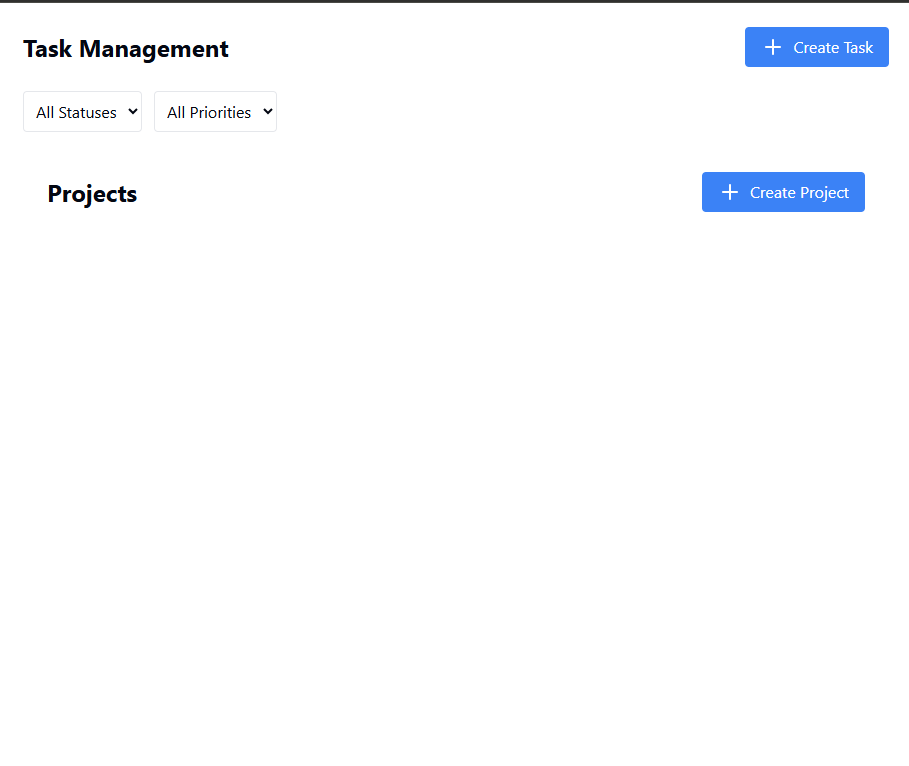 Task Management
Create Task
All Statuses
All Priorities
Projects
Create Project